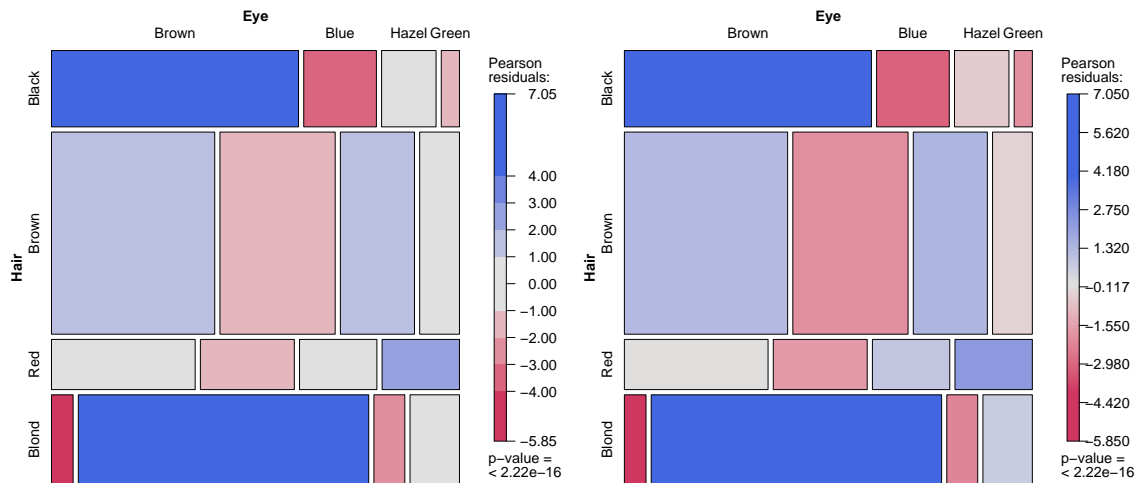 Eye
Brown Blue Hazel Green
Hair
Black
Brown
Red
Blond
Pearson
residuals:
7.05
4.00
3.00
2.00
1.00
0.00
−1.00
−2.00
−3.00
−4.00
−5.85
p−value =
< 2.22e−16
Eye
Brown Blue Hazel Green
Hair
Black
Brown
Red
Blond
Pearson
residuals:
7.050
5.620
4.180
2.750
1.320
−0.117
−1.550
−2.980
−4.420
−5.850
p−value =
< 2.22e−16